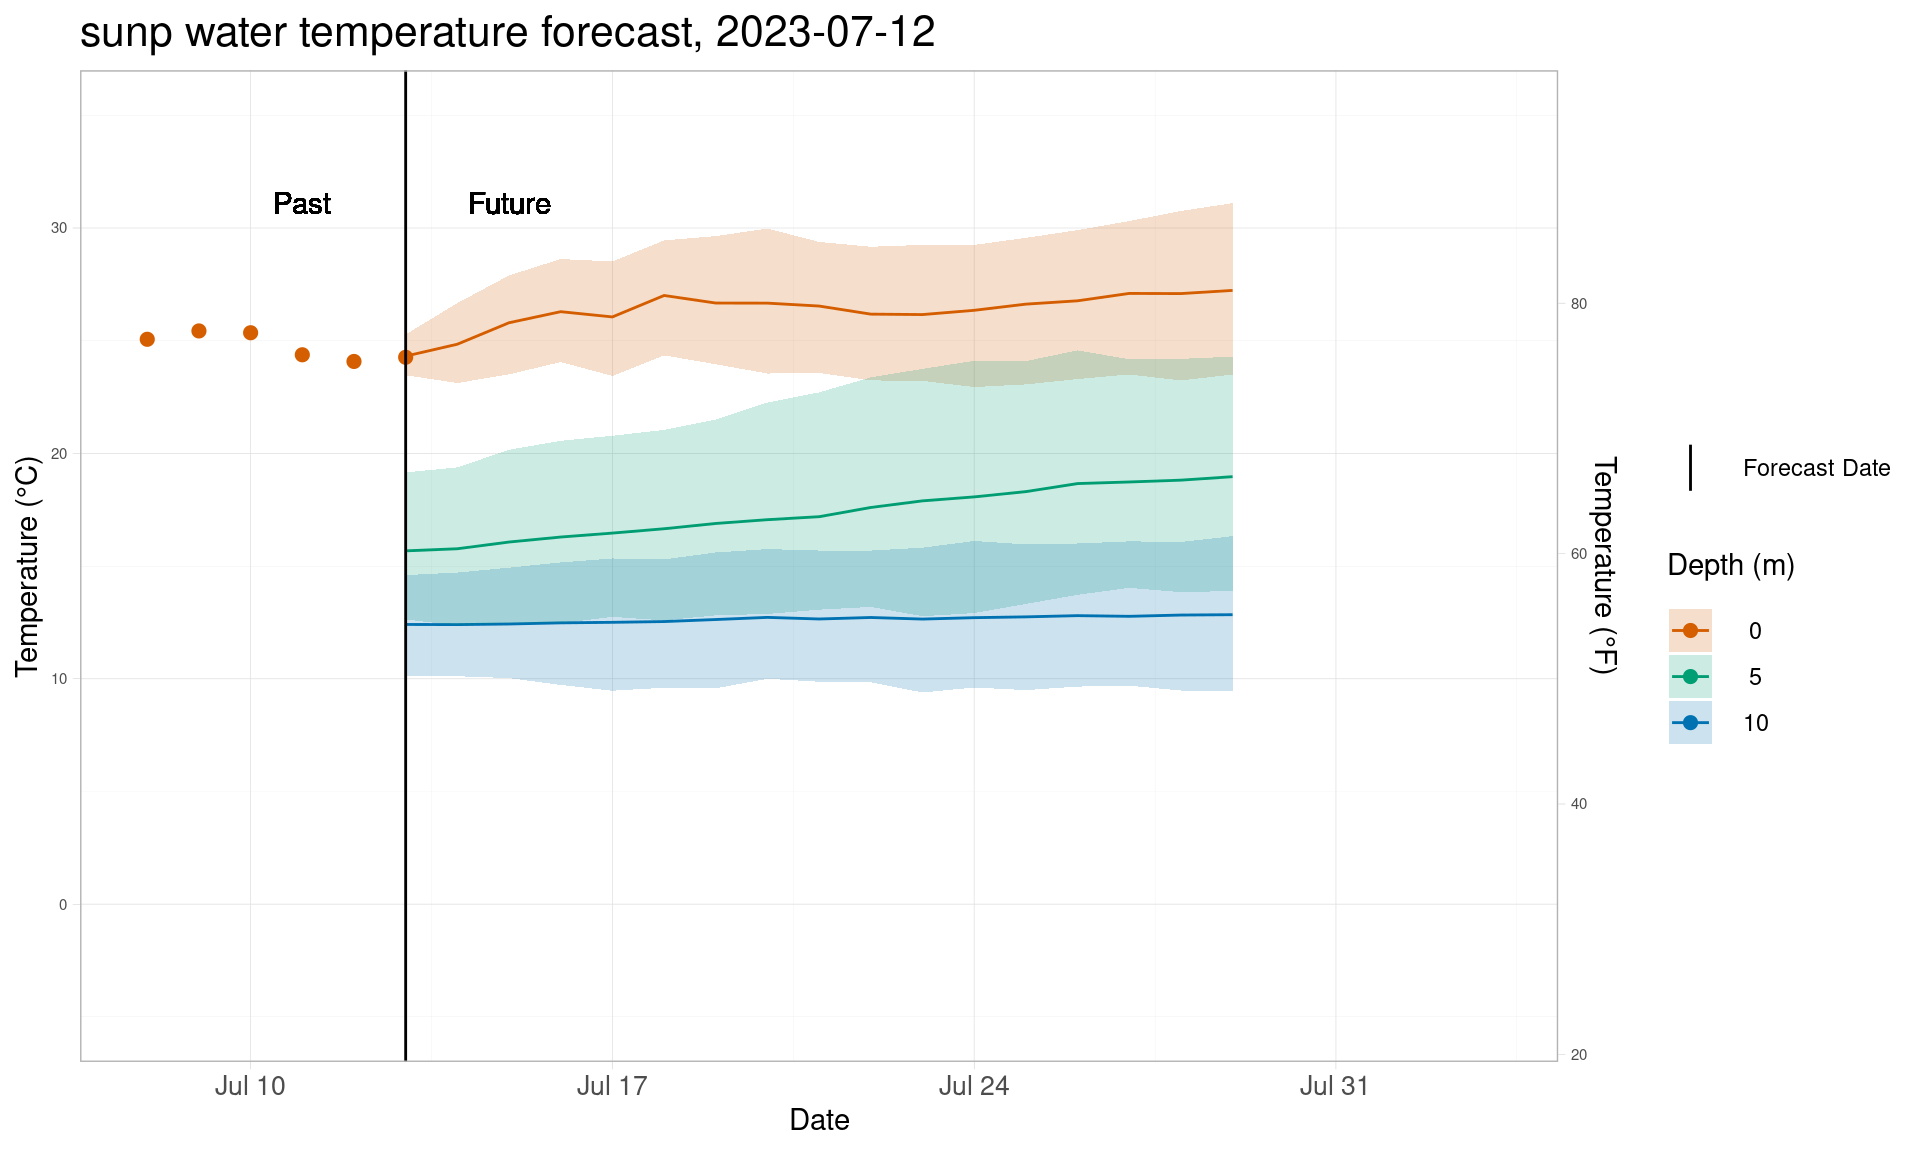 sunp water temperature forecast, 2023-07-12
Past
Future
30
20
10
0
Temperature (°C)
80
60
40
20
Temperature (°F)
Jul 10
Jul 17
Jul 24
Jul 31
Date
Forecast Date
Depth (m)
0
5
10